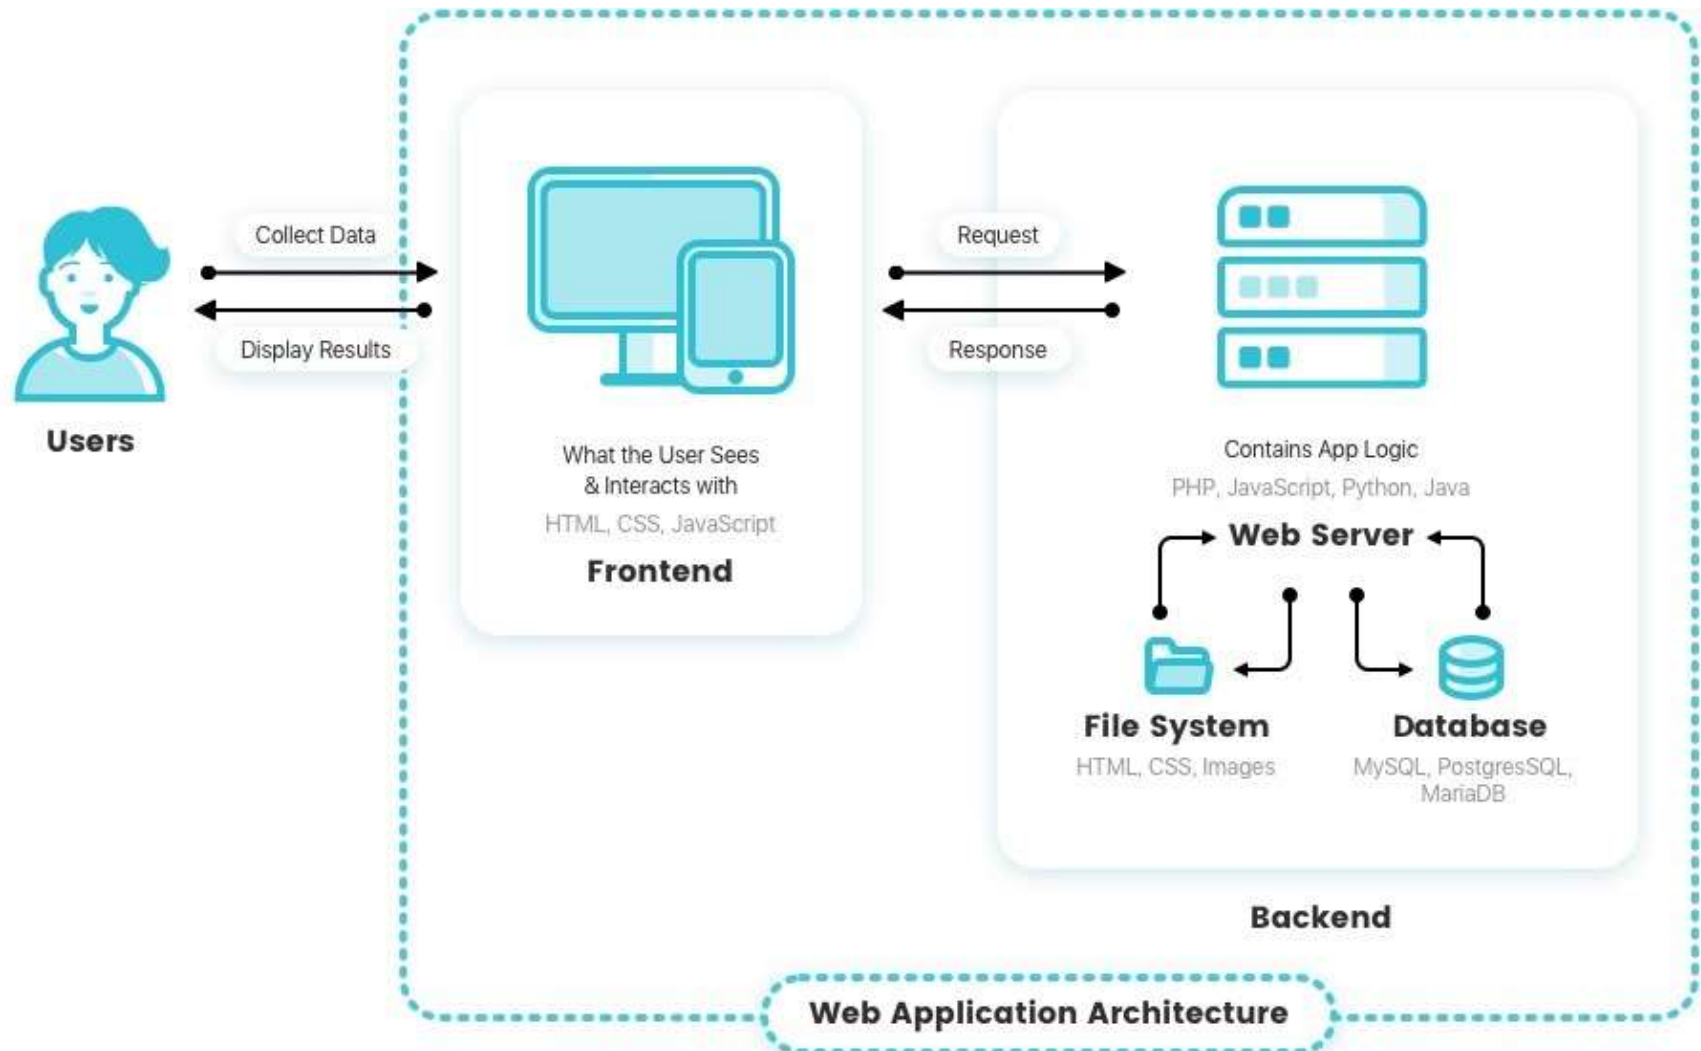 Collect Data
Display Results
Users
What the User Sees
& Interacts with
HTML, CSS, JavaScript
Frontend
Request
Response
Contains App Logic
PHP, JavaScript, Python, Java
Web Server
File System
HTML, CSS, Images
Database
MySQL, PostgresSQL,
MariaDB
Backend
Web Application Architecture